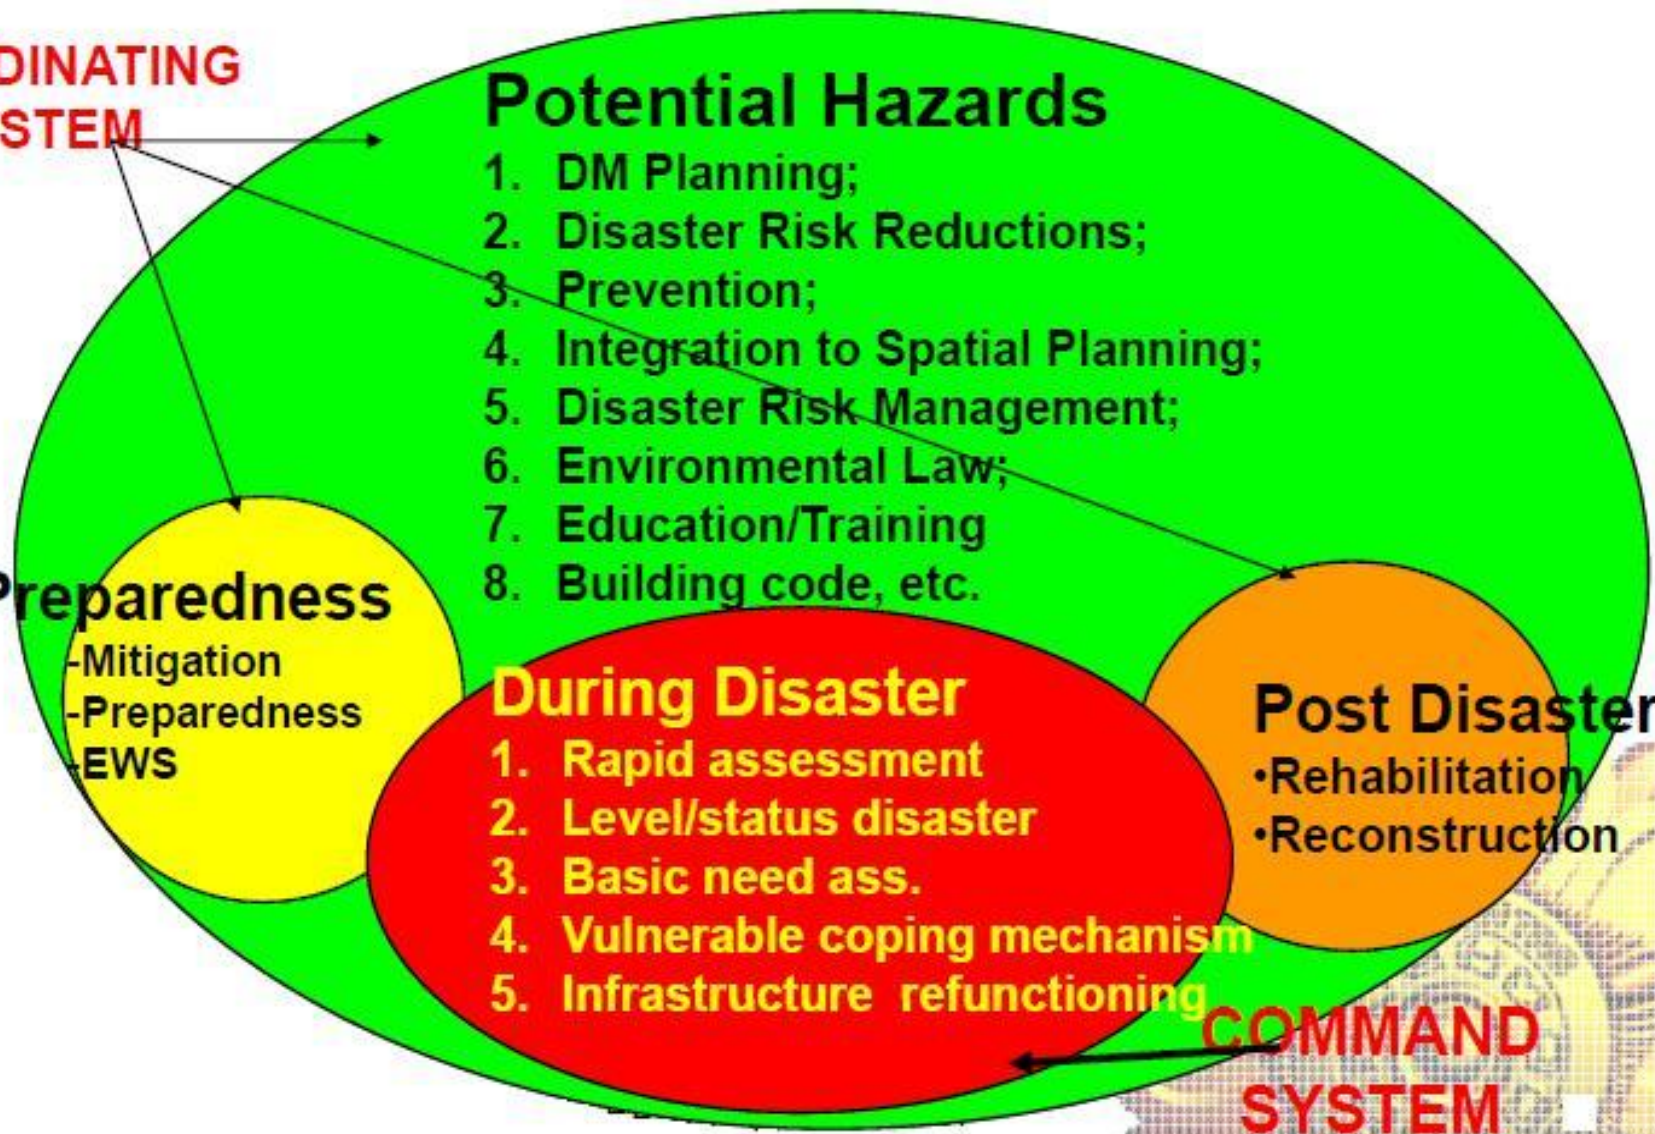 DINATING
STEM
Potential Hazards
1. DM Planning;
2. Disaster Risk Reductions;
3. Prevention;
4. Integration to Spatial Planning;
5. Disaster Risk Management;
6. Environmental Law;
7. Education/Training
8. Building code, etc.
Preparedness
-Mitigation
-Preparedness
-EWS
During Disaster
1. Rapid assessment
2. Level/status disaster
3. Basic need ass.
4. Vulnerable coping mechanism
5. Infrastructure refunctioning
Post Disaster
•Rehabilitation
•Reconstruction
COMMAND
SYSTEM